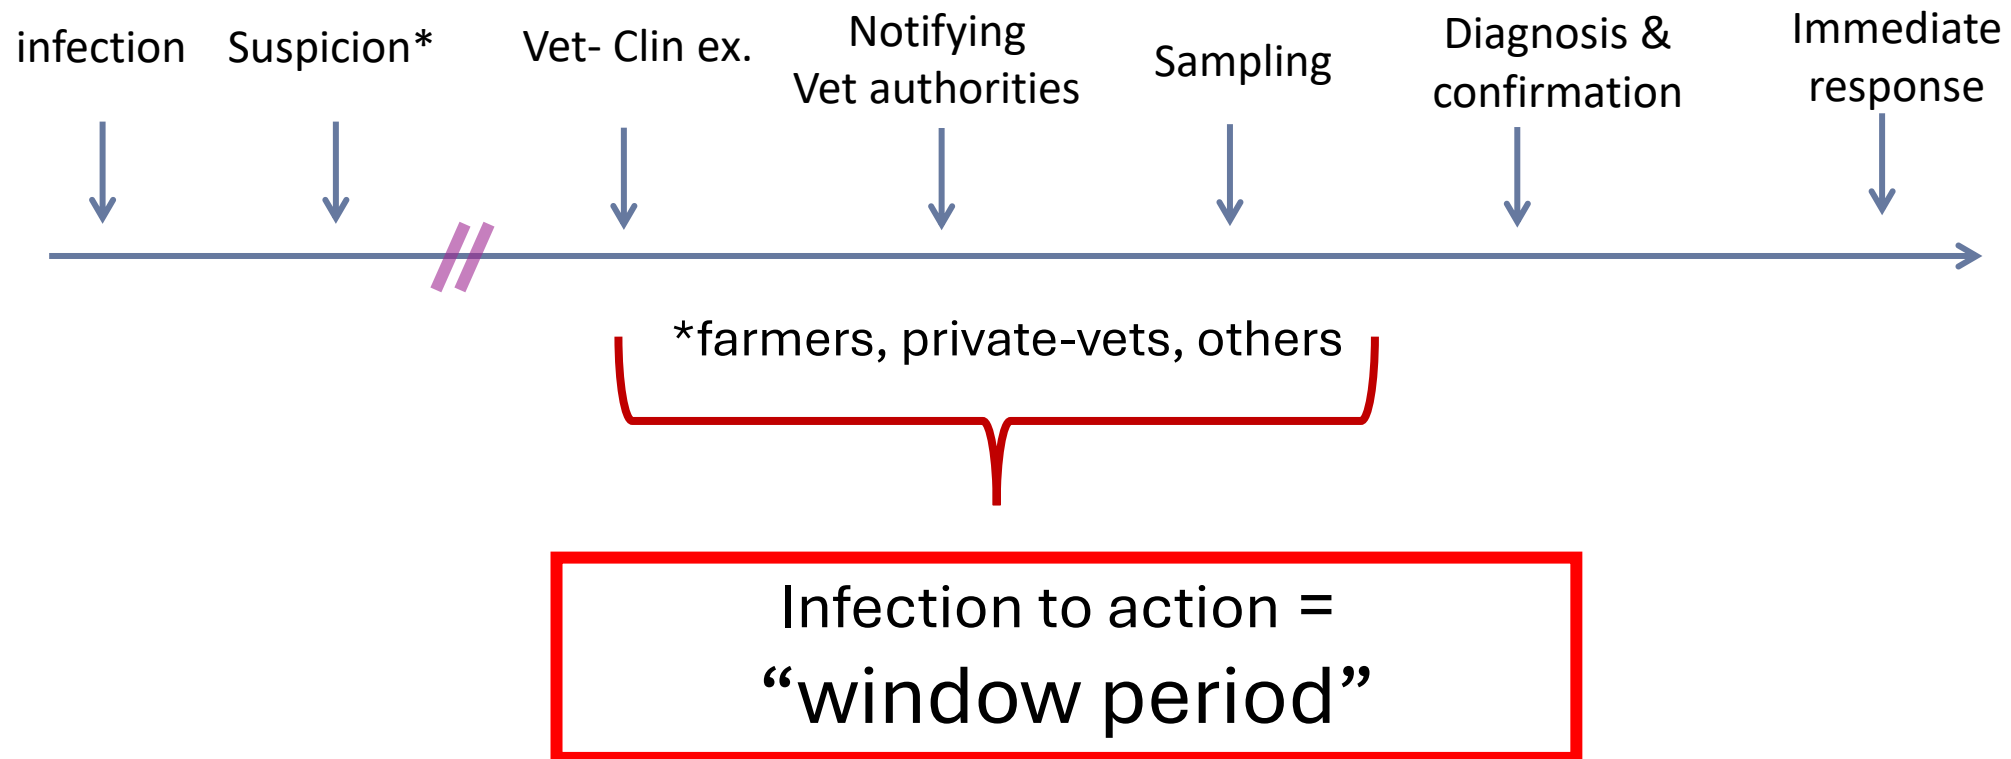 infection
Suspicion*
Vet- Clin ex.
Notifying
Vet authorities
Sampling
Diagnosis &
confirmation
Immediate
response
*farmers, private-vets, others
Infection to action =
“window period”